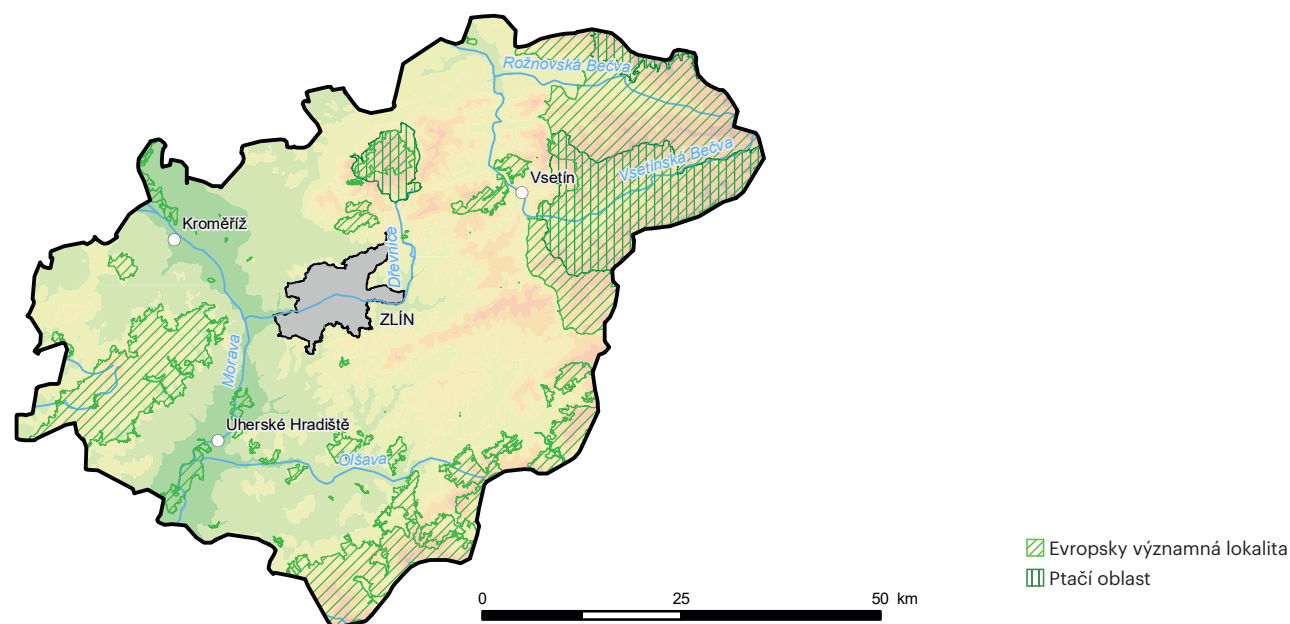 Rožnovská Bečva
Vsetínská Bečva
Vsetín
Kroměříž
Dřevnice
ZLÍN
Morava
Uherské Hradiště
Olšava
Evropsky významná lokalita
Ptačí oblast
0 25 50 km